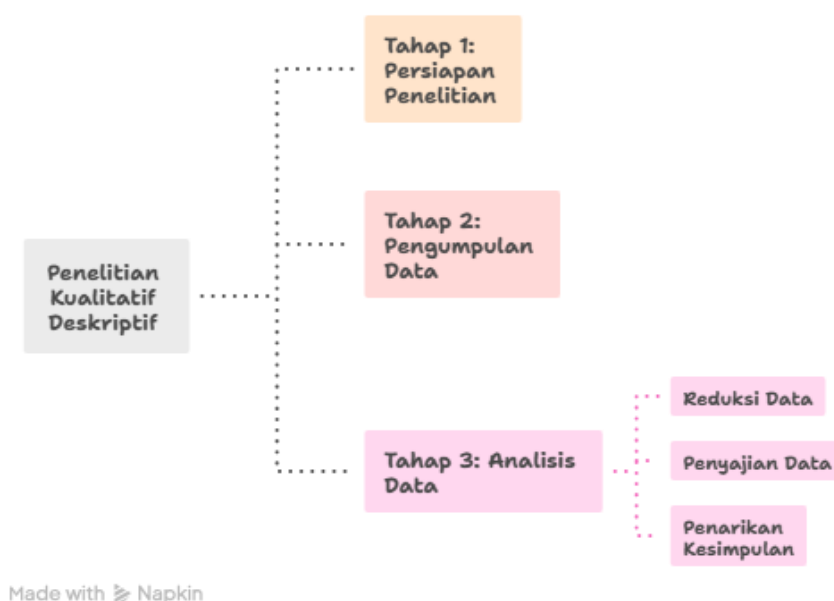 Tahap 1:
Persiapan
Penelitian
Tahap 2:
Pengumpulan
Data
Penelitian
Kualitatif
Deskriptif
Tahap 3: Analisis
Data
Reduksi Data
Penyajian Data
Penarikan
Kesimpulan
Made with Napkin